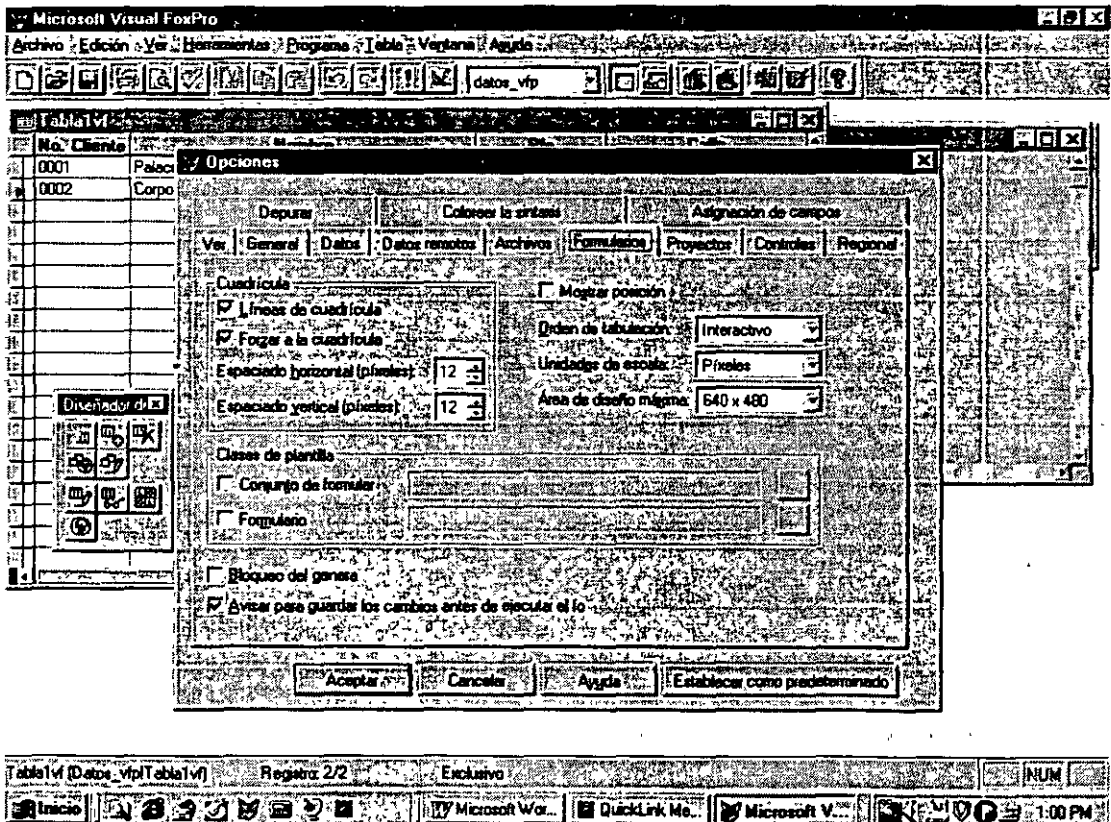 Microsoft Visual FoxPro
Archivo Edición Ver Herramientas Programa Tabla Ventana Ayuda
datos_vfp
Tabla1vf
No. Cliente
0001 Palaci
0002 Corpo
Opciones
Depurar Colorear la sintaxis Asignación de campos
Ver General Datos Datos remotos Archivos Formularios Proyectos Controles Regional
Cuadrícula
Líneas de cuadrícula
Forzar a la cuadrícula
Espaciado horizontal (píxeles): 12
Espaciado vertical (píxeles): 12
Mostrar posición
Orden de tabulación: Interactivo
Unidades de escala: Píxeles
Área de diseño máxima: 640 x 480
Diseñador de
Clases de plantilla
Conjunto de formular
Formulario
Bloqueo del genera
Avisar para guardar los cambios antes de ejecutar el fo
Aceptar Cancelar Ayuda Establecer como predeterminado
Tabla1vf (Datos_vfp!Tabla1vf) Registro: 2/2 Exclusivo NUM
Inicio Microsoft Wor... QuickLink Me... Microsoft V... 1:00 PM